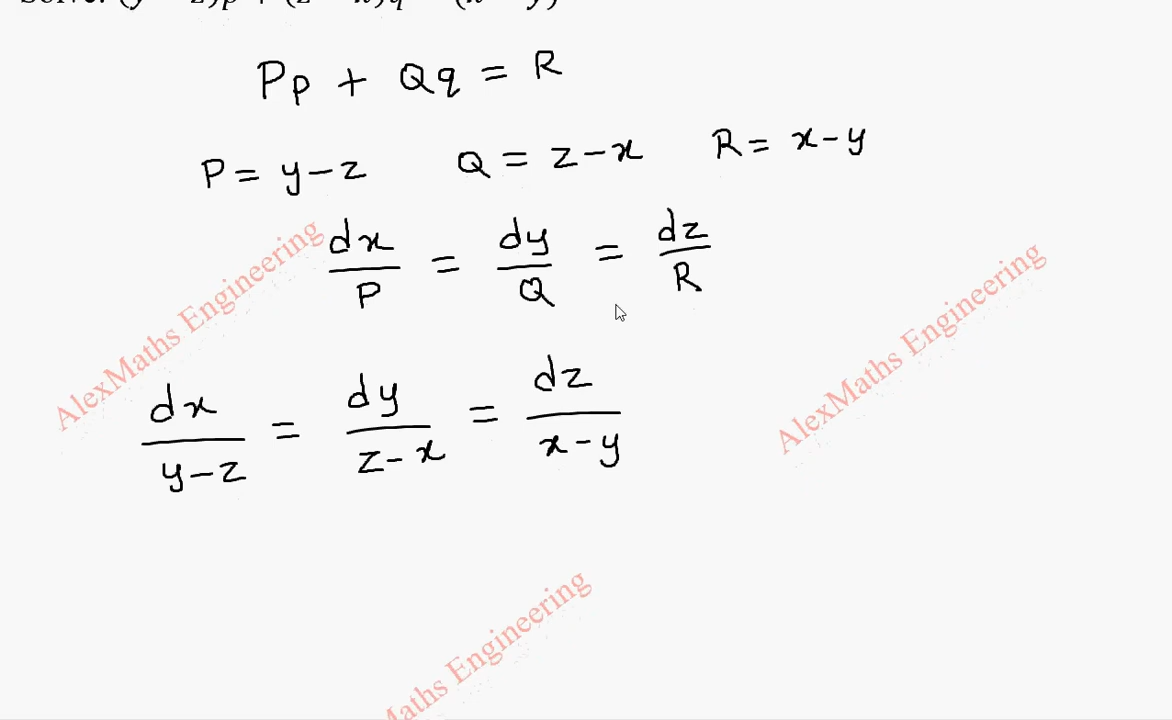 Pp + Qq = R
P = y-z Q = z-x R = x-y
dx/P = dy/Q = dz/R
dx/y-z = dy/z-x = dz/x-y
AlexMaths Engineering
AlexMaths Engineering
Maths Engineering